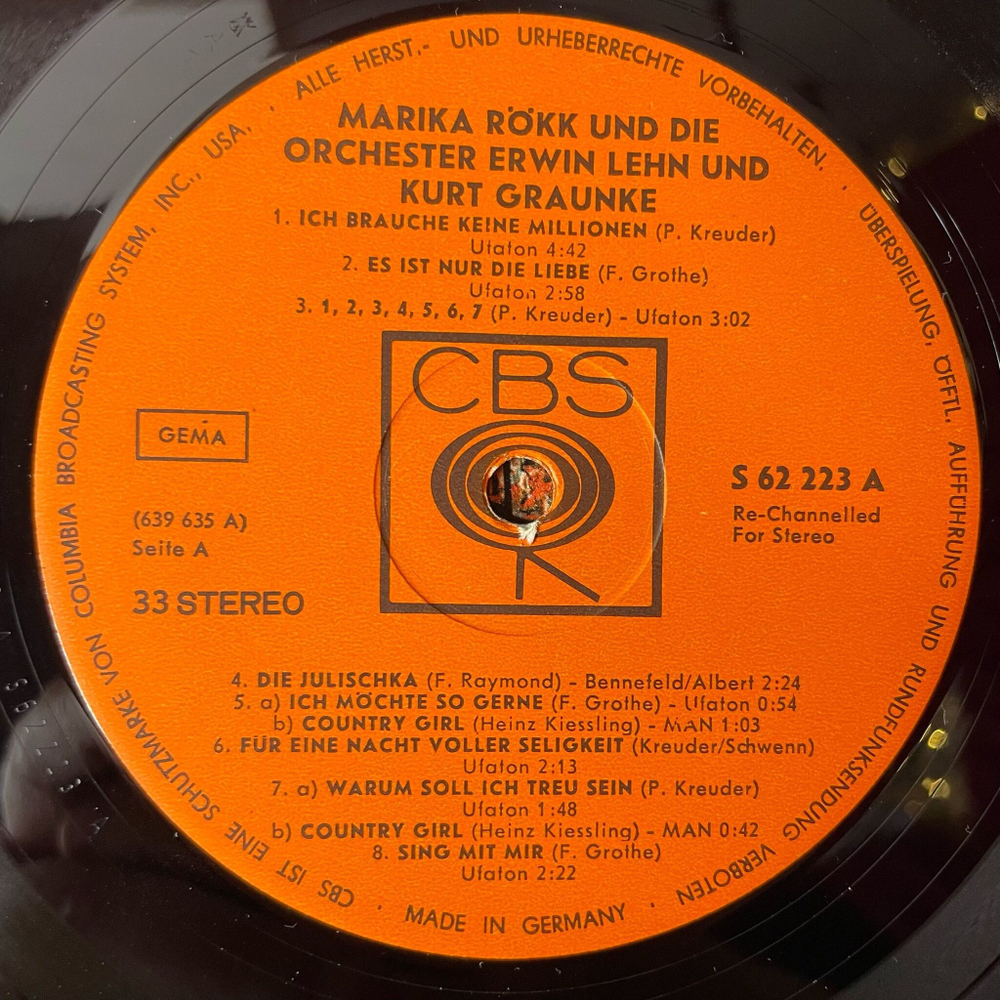 ALLE HERST.- UND URHEBERRECHTE VORBEHALTEN. · ÜBERSPIELUNG, ÖFFTL. AUFFÜHRUNG UND RUNDFUNKSENDUNG VERBOTEN · MADE IN GERMANY · CBS IST EINE SCHUTZMARKE VON COLUMBIA BROADCASTING SYSTEM, INC., USA. ·
MARIKA RÖKK UND DIE
ORCHESTER ERWIN LEHN UND
KURT GRAUNKE
1. ICH BRAUCHE KEINE MILLIONEN (P. Kreuder)
Ufaton 4:42
2. ES IST NUR DIE LIEBE (F. Grothe)
Ufaton 2:58
3. 1, 2, 3, 4, 5, 6, 7 (P. Kreuder) - Ufaton 3:02
CBS
GEMA
S 62 223 A
(639 635 A)
Re-Channelled
Seite A
For Stereo
33 STEREO
4. DIE JULISCHKA (F. Raymond) - Bennefeld/Albert 2:24
5. a) ICH MÖCHTE SO GERNE (F. Grothe) - Ufaton 0:54
b) COUNTRY GIRL (Heinz Kiessling) - MAN 1:03
6. FÜR EINE NACHT VOLLER SELIGKEIT (Kreuder/Schwenn)
Ufaton 2:13
7. a) WARUM SOLL ICH TREU SEIN (P. Kreuder)
Ufaton 1:48
b) COUNTRY GIRL (Heinz Kiessling) - MAN 0:42
8. SING MIT MIR (F. Grothe)
Ufaton 2:22